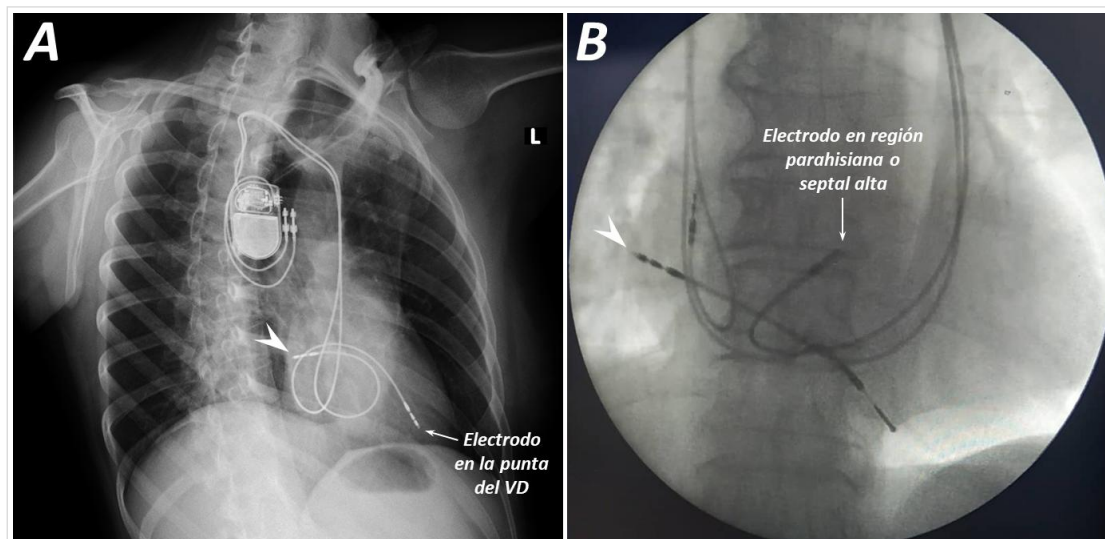 A
B
L
Electrodo en región
parahisiana o
septal alta
Electrodo
en la punta
del VD